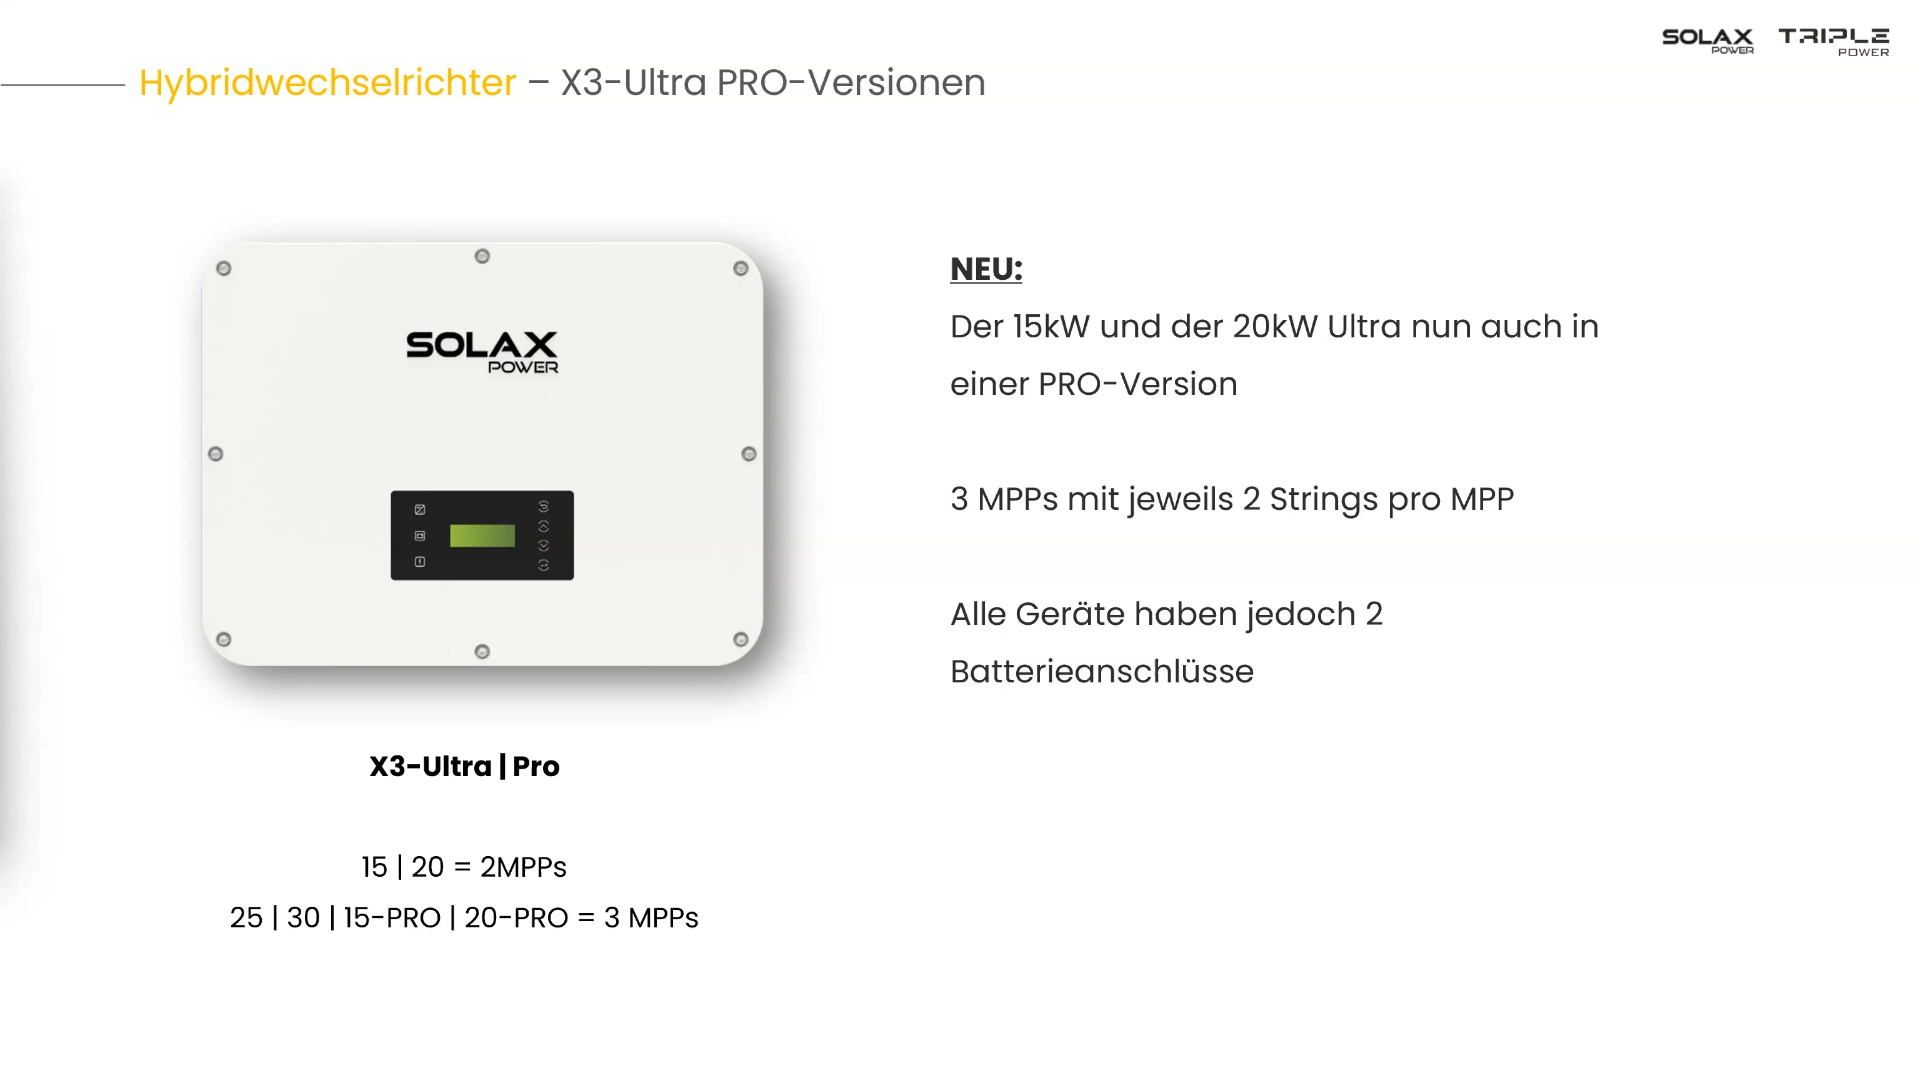 SOLAX POWER TRIPLE POWER
Hybridwechselrichter – X3-Ultra PRO-Versionen
SOLAX
POWER
X3-Ultra | Pro
15 | 20 = 2MPPs
25 | 30 | 15-PRO | 20-PRO = 3 MPPs
NEU:
Der 15kW und der 20kW Ultra nun auch in
einer PRO-Version
3 MPPs mit jeweils 2 Strings pro MPP
Alle Geräte haben jedoch 2
Batterieanschlüsse